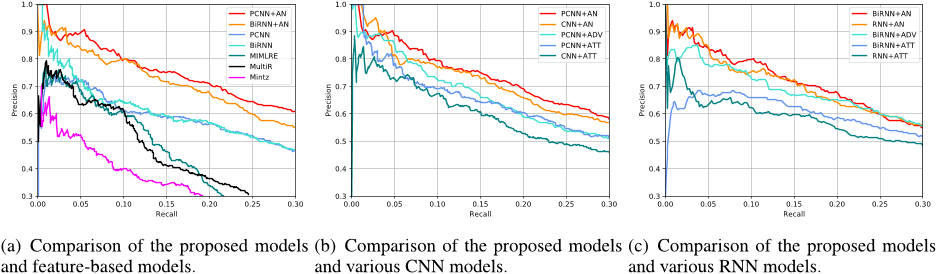 1.0
0.9
0.8
0.7
0.6
0.5
0.4
0.3
Precision
0.00 0.05 0.10 0.15 0.20 0.25 0.30
Recall
PCNN+AN
BiRNN+AN
PCNN
BiRNN
MIMLRE
MultiR
Mintz
1.0
0.9
0.8
0.7
0.6
0.5
0.4
0.3
Precision
0.00 0.05 0.10 0.15 0.20 0.25 0.30
Recall
PCNN+AN
CNN+AN
PCNN+ADV
PCNN+ATT
CNN+ATT
1.0
0.9
0.8
0.7
0.6
0.5
0.4
0.3
Precision
0.00 0.05 0.10 0.15 0.20 0.25 0.30
Recall
BiRNN+AN
RNN+AN
BiRNN+ADV
BiRNN+ATT
RNN+ATT
(a) Comparison of the proposed models
and feature-based models.
(b) Comparison of the proposed models
and various CNN models.
(c) Comparison of the proposed models
and various RNN models.